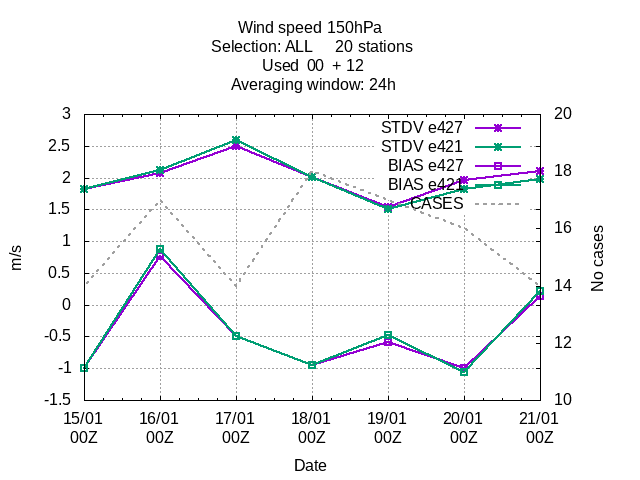 Wind speed 150hPa
Selection: ALL     20 stations
Used  00  + 12
Averaging window: 24h
3
2.5
2
1.5
1
0.5
0
-0.5
-1
-1.5
m/s
20
18
16
14
12
10
No cases
STDV e427
STDV e421
BIAS e427
BIAS e421
CASES
15/01 16/01 17/01 18/01 19/01 20/01 21/01
00Z 00Z 00Z 00Z 00Z 00Z 00Z
Date